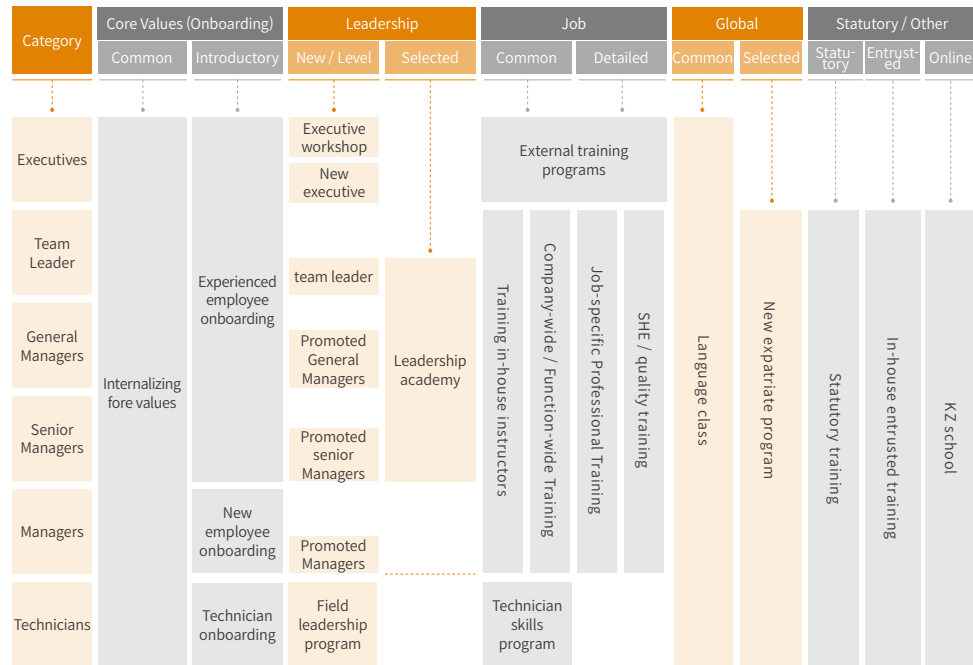 Category
Core Values (Onboarding)
Leadership
Job
Global
Statutory / Other
Common
Introductory
New / Level
Selected
Common
Detailed
Common
Selected
Statu-
tory
Entrust-
ed
Online
Executives
Team
Leader
General
Managers
Senior
Managers
Managers
Technicians
Internalizing
fore values
Experienced
employee
onboarding
New
employee
onboarding
Technician
onboarding
Executive
workshop
New
executive
team leader
Promoted
General
Managers
Promoted
senior
Managers
Promoted
Managers
Field
leadership
program
Leadership
academy
External training
programs
Training in-house instructors
Company-wide / Function-wide Training
Job-specific Professional Training
SHE / quality training
Technician
skills
program
Language class
New expatriate program
Statutory training
In-house entrusted training
KZ school